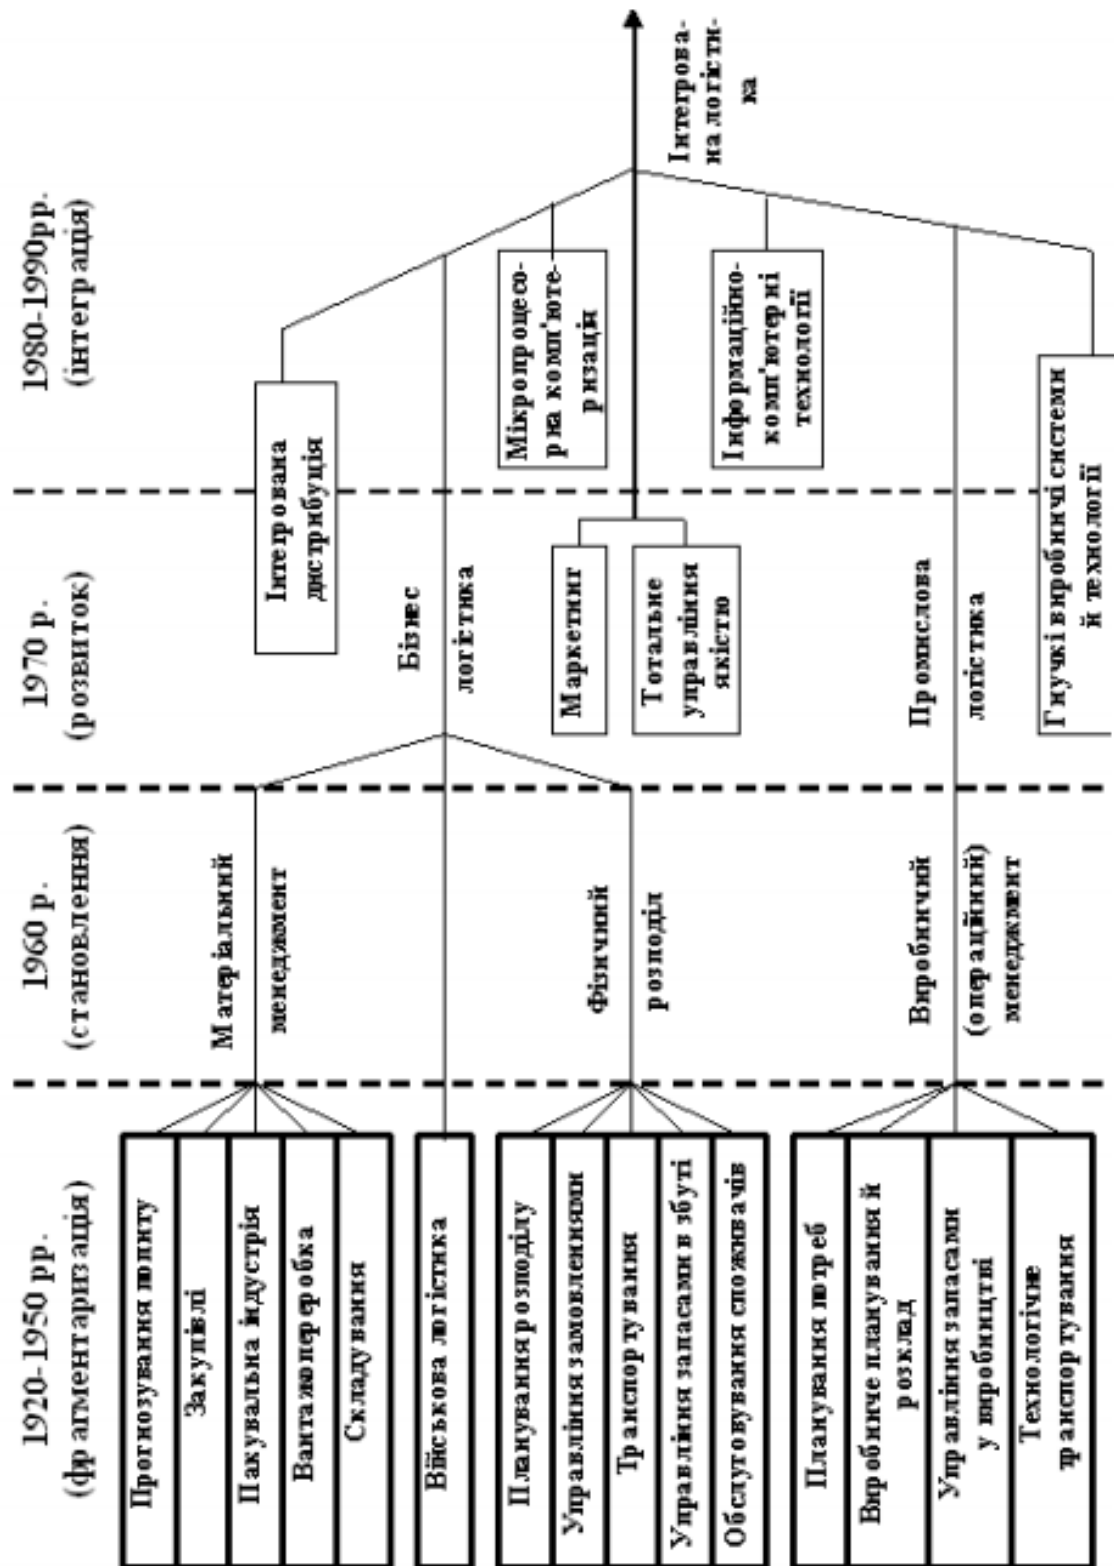 1920-1950 рр.
(фрагментаризація)
1960 р.
(становлення)
1970 р.
(розвиток)
1980-1990рр.
(інтеграція)
Прогнозування попиту
Закупівлі
Пакувальна індустрія
Вантажопереробка
Складування
Військова логістика
Планування розподілу
Управління замовленнями
Транспортування
Управління запасами в збуті
Обслуговування споживачів
Планування потреб
Виробниче планування й
розклад
Управління запасами
у виробництві
Технологічне
транспортування
Матеріальний
менеджмент
Фізичний
розподіл
Виробничий
(операційний)
менеджмент
Бізнес
логістика
Маркетинг
Тотальне
управління
якістю
Промислова
логістика
Інтегрована
дистрибуція
Мікропроцесо-
рна комп'юте-
ризація
Інформаційно-
комп'ютерні
технології
Гнучкі виробничі системи
й технології
Інтегрова-
на логісти-
ка